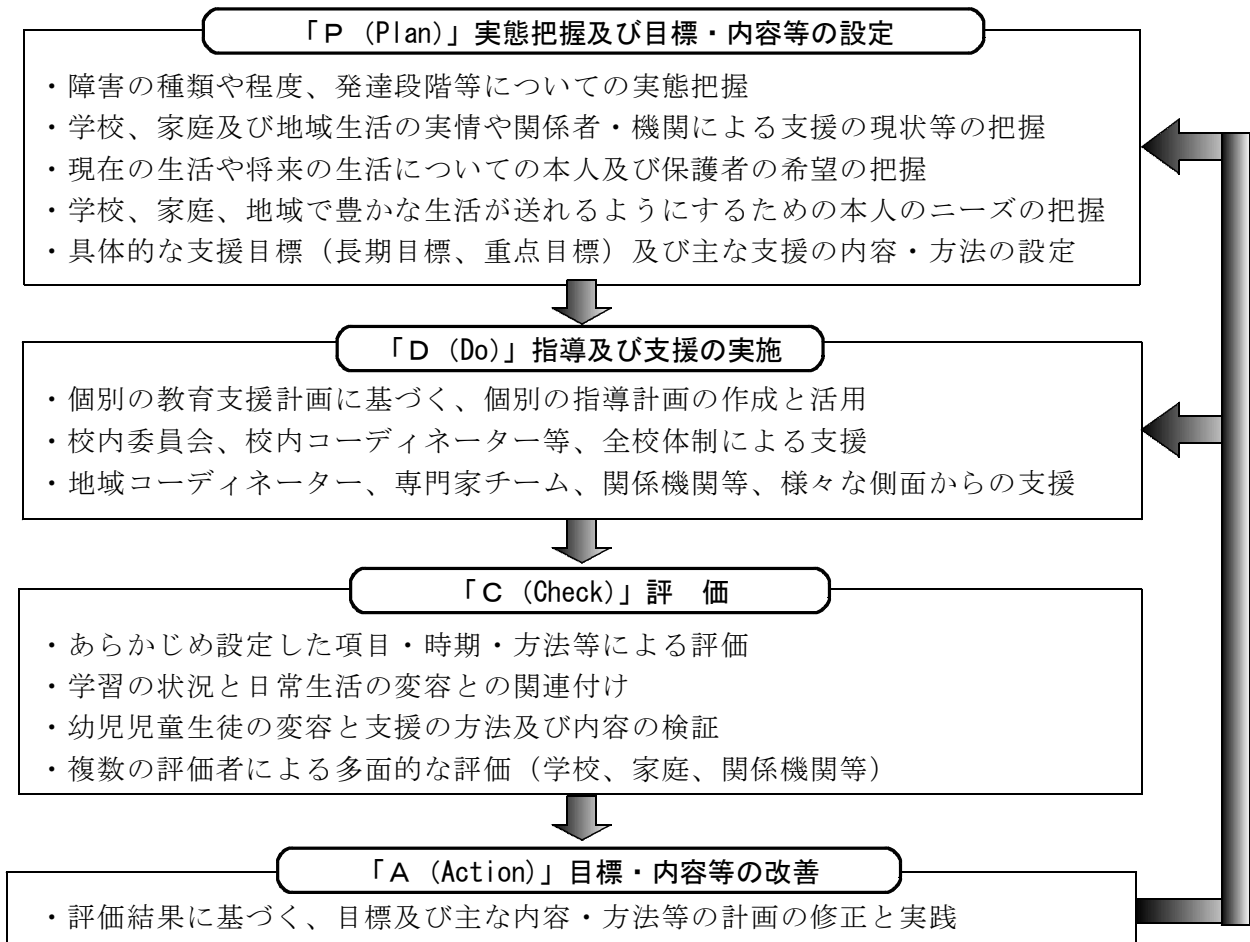 「Ｐ (Plan)」実態把握及び目標・内容等の設定
・障害の種類や程度、発達段階等についての実態把握
・学校、家庭及び地域生活の実情や関係者・機関による支援の現状等の把握
・現在の生活や将来の生活についての本人及び保護者の希望の把握
・学校、家庭、地域で豊かな生活が送れるようにするための本人のニーズの把握
・具体的な支援目標（長期目標、重点目標）及び主な支援の内容・方法の設定
「Ｄ (Do)」指導及び支援の実施
・個別の教育支援計画に基づく、個別の指導計画の作成と活用
・校内委員会、校内コーディネーター等、全校体制による支援
・地域コーディネーター、専門家チーム、関係機関等、様々な側面からの支援
「Ｃ (Check)」評　価
・あらかじめ設定した項目・時期・方法等による評価
・学習の状況と日常生活の変容との関連付け
・幼児児童生徒の変容と支援の方法及び内容の検証
・複数の評価者による多面的な評価（学校、家庭、関係機関等）
「Ａ (Action)」目標・内容等の改善
・評価結果に基づく、目標及び主な内容・方法等の計画の修正と実践